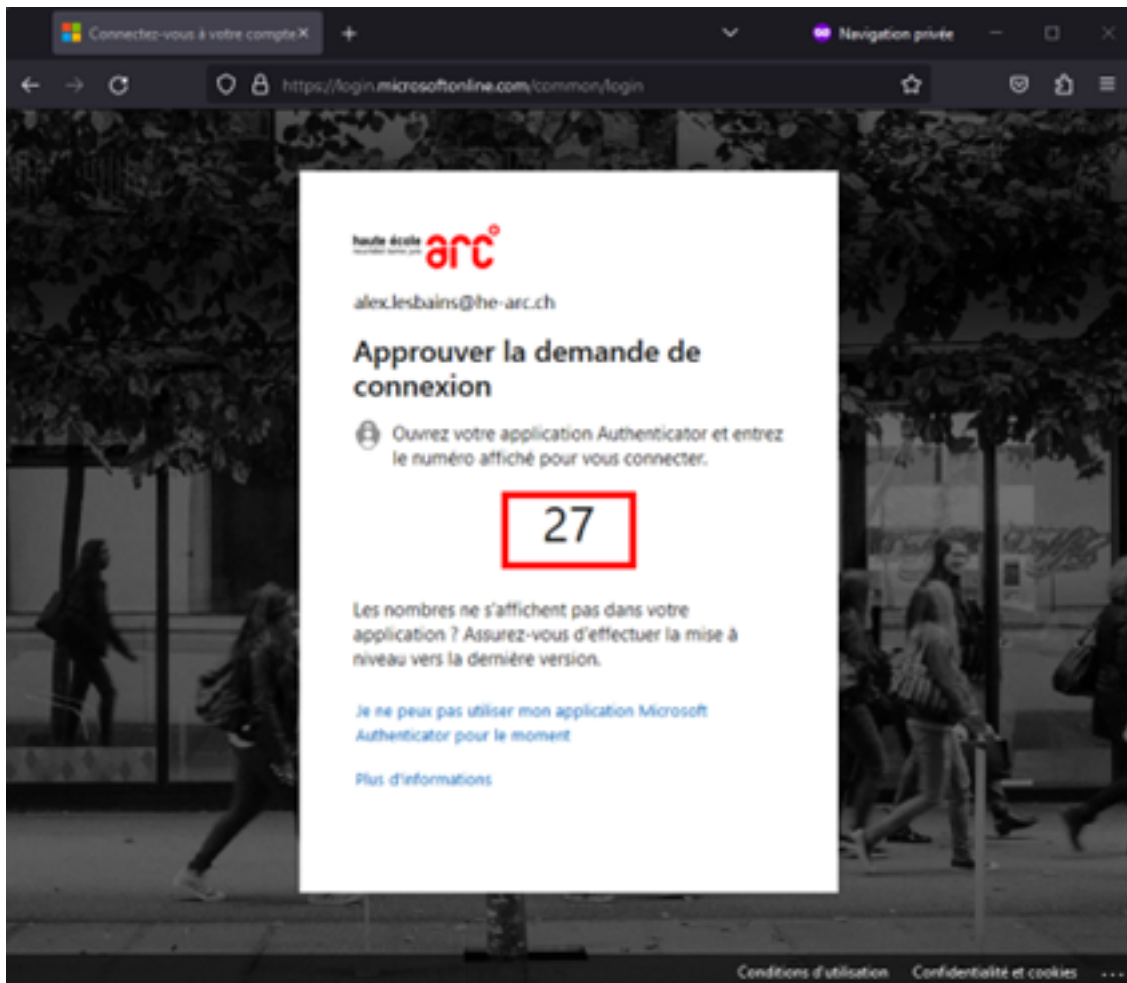 Connectez-vous à votre compte
Navigation privée
https://login.microsoftonline.com/common/login
haute école arc
alex.lesbains@he-arc.ch
Approuver la demande de
connexion
Ouvrez votre application Authenticator et entrez
le numéro affiché pour vous connecter.
27
Les nombres ne s'affichent pas dans votre
application ? Assurez-vous d'effectuer la mise à
niveau vers la dernière version.
Je ne peux pas utiliser mon application Microsoft
Authenticator pour le moment
Plus d'informations
Conditions d'utilisation Confidentialité et cookies ...